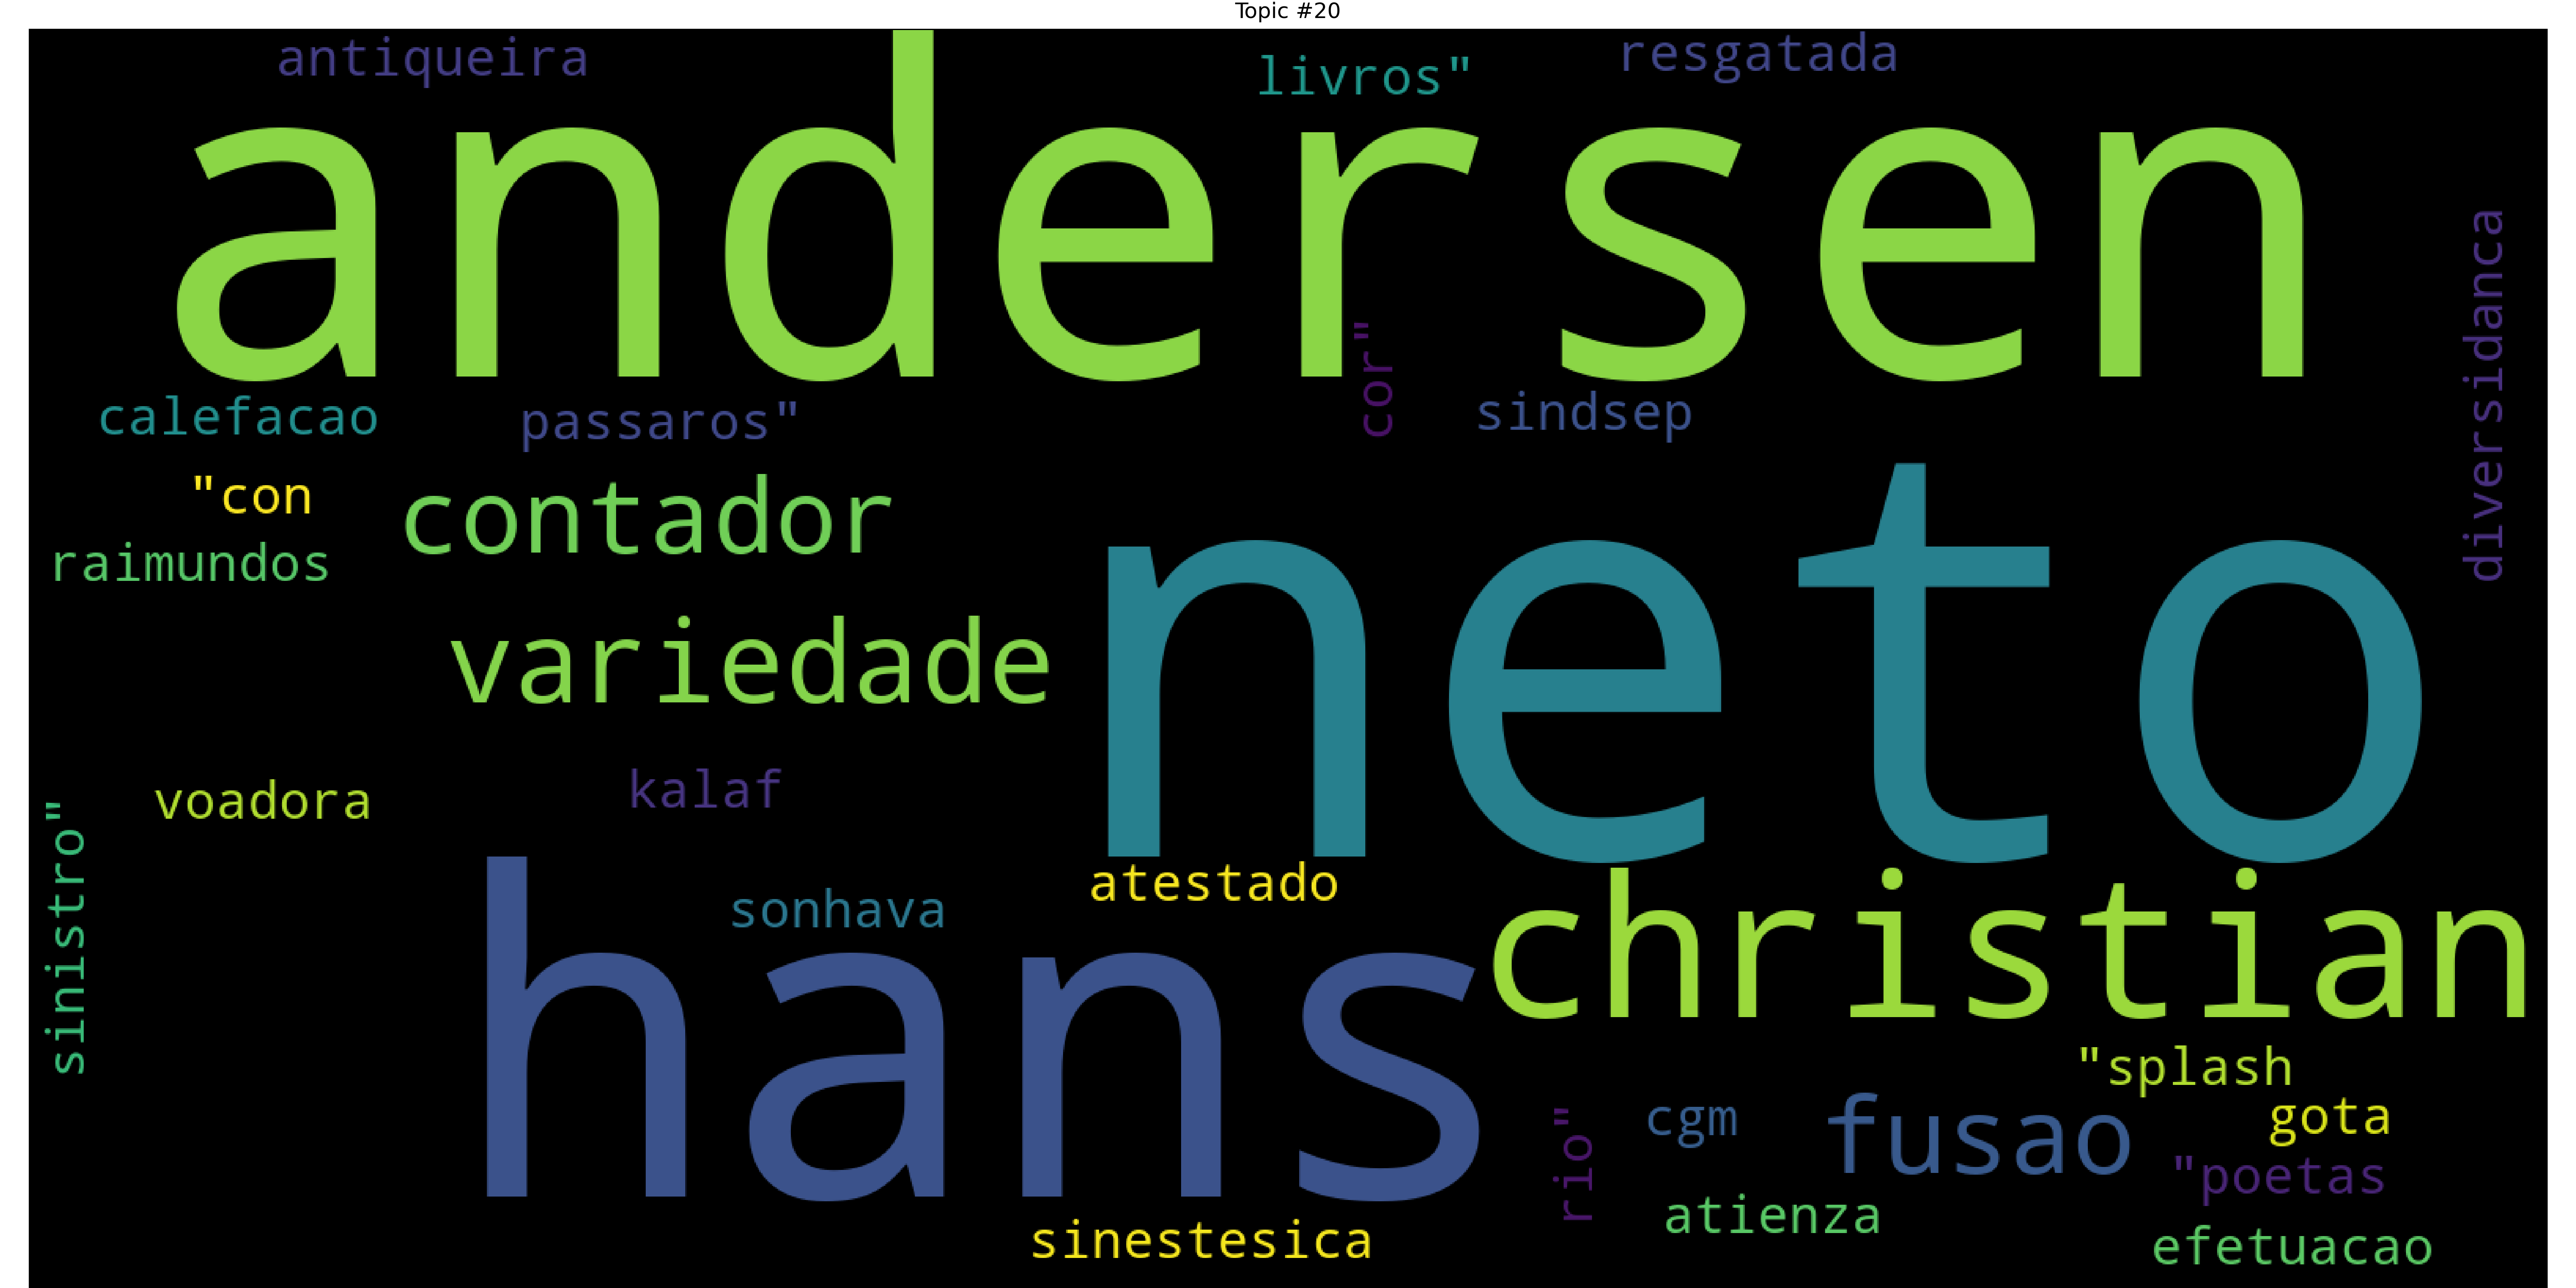 Topic #20
antiqueira
livros"
resgatada
andersen
diversidanca
cor"
calefacao
passaros"
sindsep
"con
contador
raimundos
neto
variedade
kalaf
voadora
sinistro"
hans
atestado
sonhava
christian
"splash
rio"
cgm
fusao
gota
"poetas
atienza
sinestesica
efetuacao